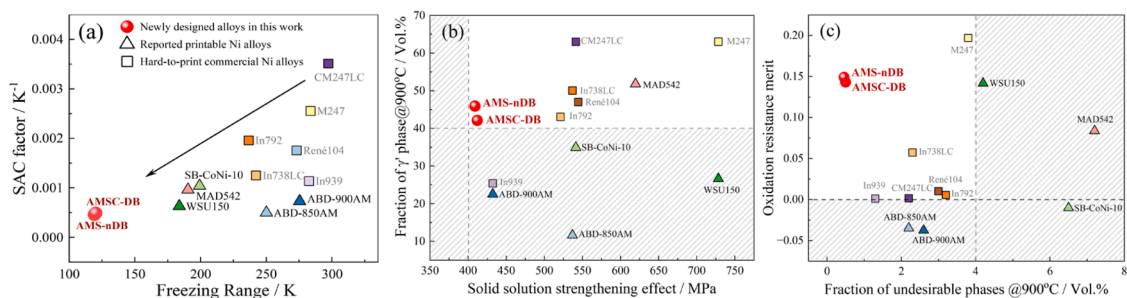 (a)
Newly designed alloys in this work
Reported printable Ni alloys
Hard-to-print commercial Ni alloys
0.004
0.003
0.002
0.001
0.000
SAC factor / K⁻¹
CM247LC
M247
In792
René104
SB-CoNi-10
In738LC
In939
MAD542
AMSC-DB
WSU150
ABD-900AM
AMS-nDB
ABD-850AM
100 125 150 175 200 225 250 275 300 325
Freezing Range / K
(b)
70
60
50
40
30
20
10
Fraction of γ' phase@900°C / Vol.%
CM247LC
M247
MAD542
In738LC
AMS-nDB
René104
AMSC-DB
In792
SB-CoNi-10
In939
WSU150
ABD-900AM
ABD-850AM
350 400 450 500 550 600 650 700 750
Solid solution strengthening effect / MPa
(c)
0.20
0.15
0.10
0.05
0.00
−0.05
Oxidation resistance merit
M247
AMS-nDB
AMSC-DB
WSU150
MAD542
In738LC
René104
In939
CM247LC
In792
ABD-850AM
SB-CoNi-10
ABD-900AM
0 2 4 6 8
Fraction of undesirable phases @900°C / Vol.%